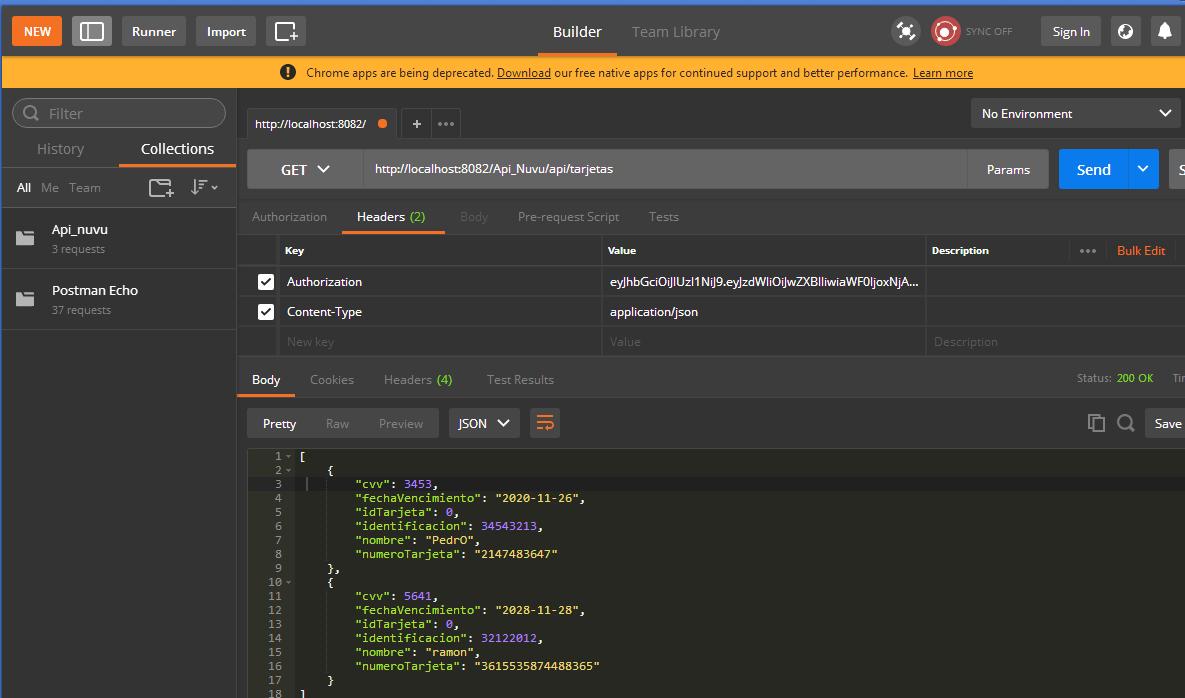 NEW Runner Import Builder Team Library SYNC OFF Sign In
Chrome apps are being deprecated. Download our free native apps for continued support and better performance. Learn more
Filter
History Collections
All Me Team
Api_nuvu
3 requests
Postman Echo
37 requests
http://localhost:8082/ + ••• No Environment
GET http://localhost:8082/Api_Nuvu/api/tarjetas Params Send S
Authorization Headers (2) Body Pre-request Script Tests
Key Value Description ••• Bulk Edit
Authorization
Content-Type application/json
New key Value Description
Body Cookies Headers (4) Test Results Status: 200 OK
Pretty Raw Preview JSON Save
1 [
2 {
3 "cvv": 3453,
4 "fechaVencimiento": "2020-11-26",
5 "idTarjeta": 0,
6 "identificacion": 34543213,
7 "nombre": "PedrO",
8 "numeroTarjeta": "2147483647"
9 },
10 {
11 "cvv": 5641,
12 "fechaVencimiento": "2028-11-28",
13 "idTarjeta": 0,
14 "identificacion": 32122012,
15 "nombre": "ramon",
16 "numeroTarjeta": "3615535874488365"
17 }
18 ]